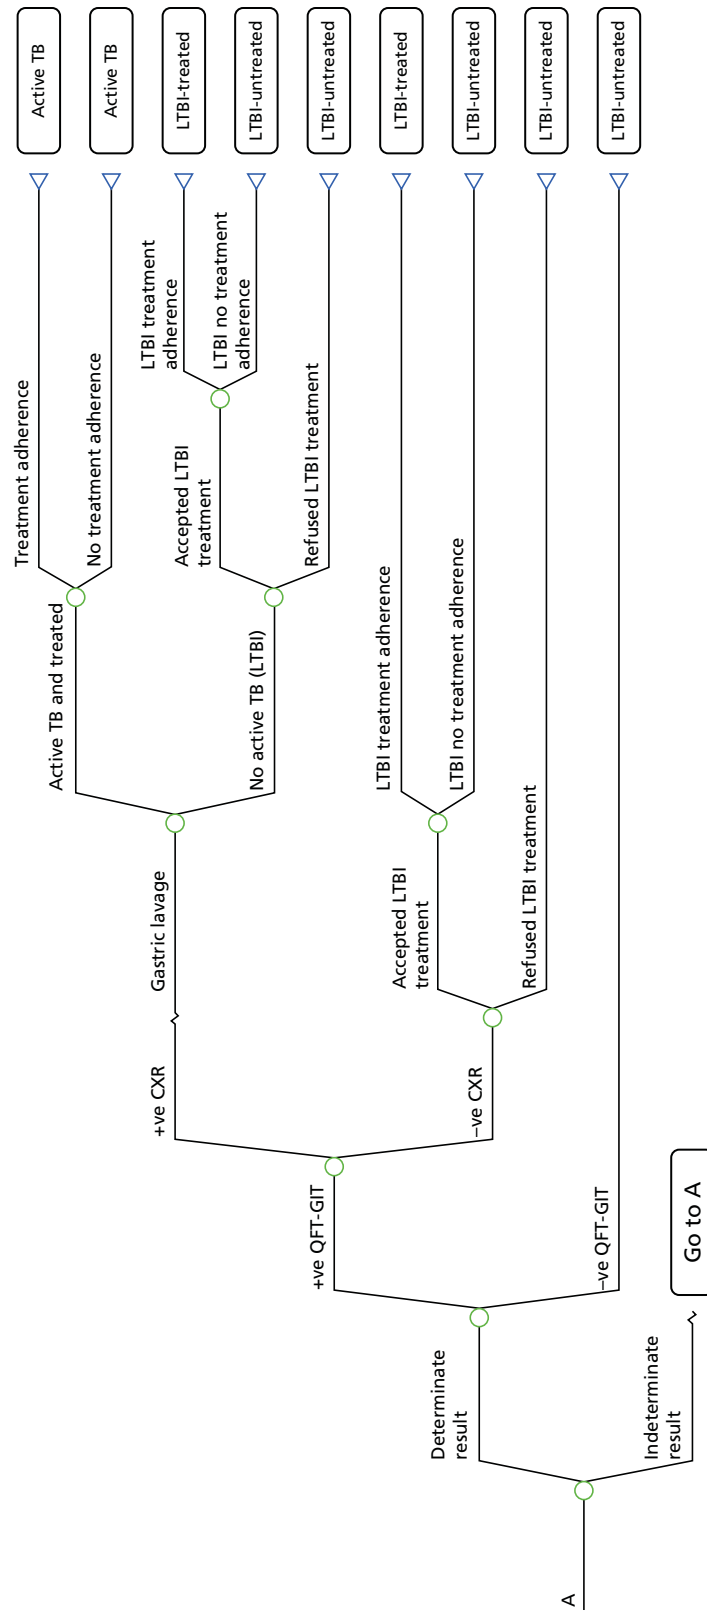 A
Determinate
result
Indeterminate
result
Go to A
+ve QFT-GIT
–ve QFT-GIT
+ve CXR
–ve CXR
Gastric lavage
Active TB and treated
No active TB (LTBI)
Treatment adherence
No treatment adherence
Accepted LTBI
treatment
Refused LTBI treatment
LTBI treatment
adherence
LTBI no treatment
adherence
Accepted LTBI
treatment
Refused LTBI treatment
LTBI treatment adherence
LTBI no treatment adherence
Active TB
Active TB
LTBI-treated
LTBI-untreated
LTBI-untreated
LTBI-treated
LTBI-untreated
LTBI-untreated
LTBI-untreated